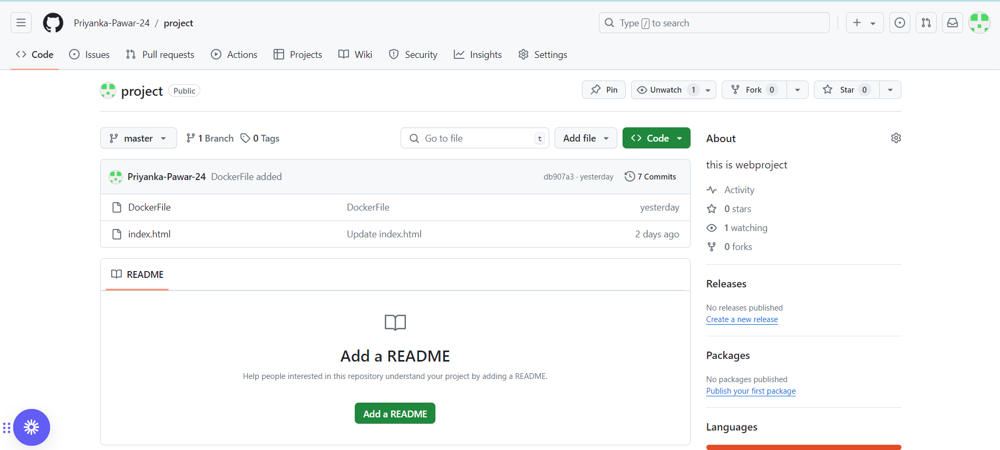 Priyanka-Pawar-24 / project
Type / to search
Code Issues Pull requests Actions Projects Wiki Security Insights Settings
project Public
Pin Unwatch 1 Fork 0 Star 0
master 1 Branch 0 Tags
Go to file t Add file Code
Priyanka-Pawar-24 DockerFile added db907a3 · yesterday 7 Commits
DockerFile DockerFile yesterday
index.html Update index.html 2 days ago
README
Add a README
Help people interested in this repository understand your project by adding a README.
Add a README
About
this is webproject
Activity
0 stars
1 watching
0 forks
Releases
No releases published
Create a new release
Packages
No packages published
Publish your first package
Languages